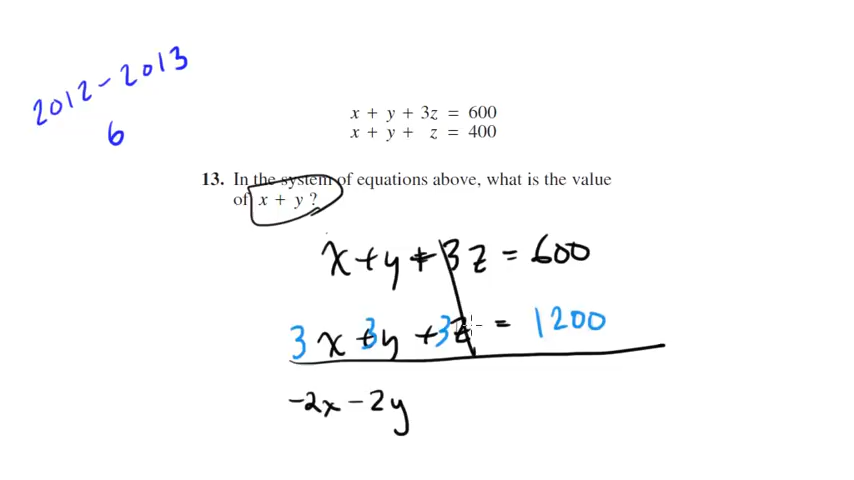 2012-2013
6
x + y + 3z = 600
x + y + z = 400
13. In the system of equations above, what is the value
of x + y ?
x+y+3z = 600
3x+3y+3z = 1200
-2x-2y